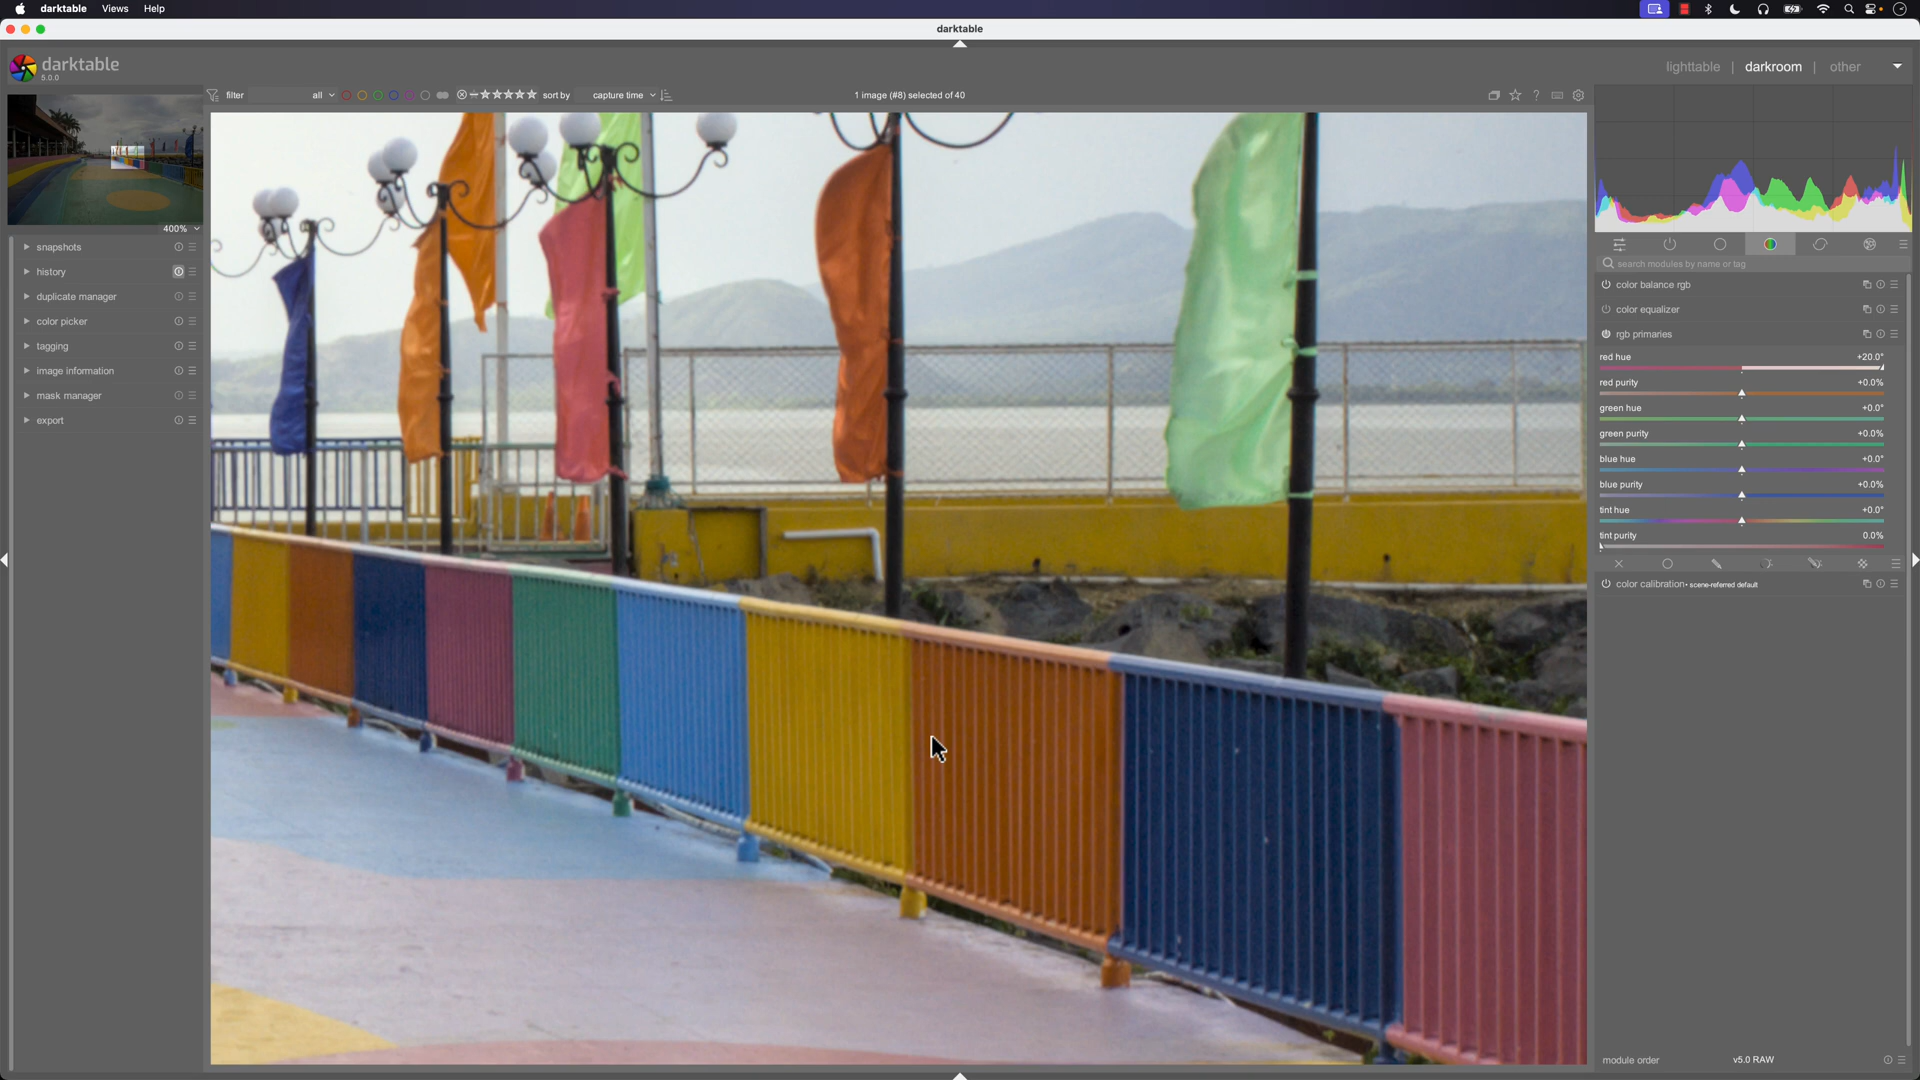 darktable Views Help
darktable
darktable
5.0.0
lighttable | darkroom | other
filter all sort by capture time 1 image (#8) selected of 40
400%
snapshots
history
duplicate manager
color picker
tagging
image information
mask manager
export
search modules by name or tag
color balance rgb
color equalizer
rgb primaries
red hue +20.0°
red purity +0.0%
green hue +0.0°
green purity +0.0%
blue hue +0.0°
blue purity +0.0%
tint hue +0.0°
tint purity 0.0%
color calibration • scene-referred default
module order v5.0 RAW